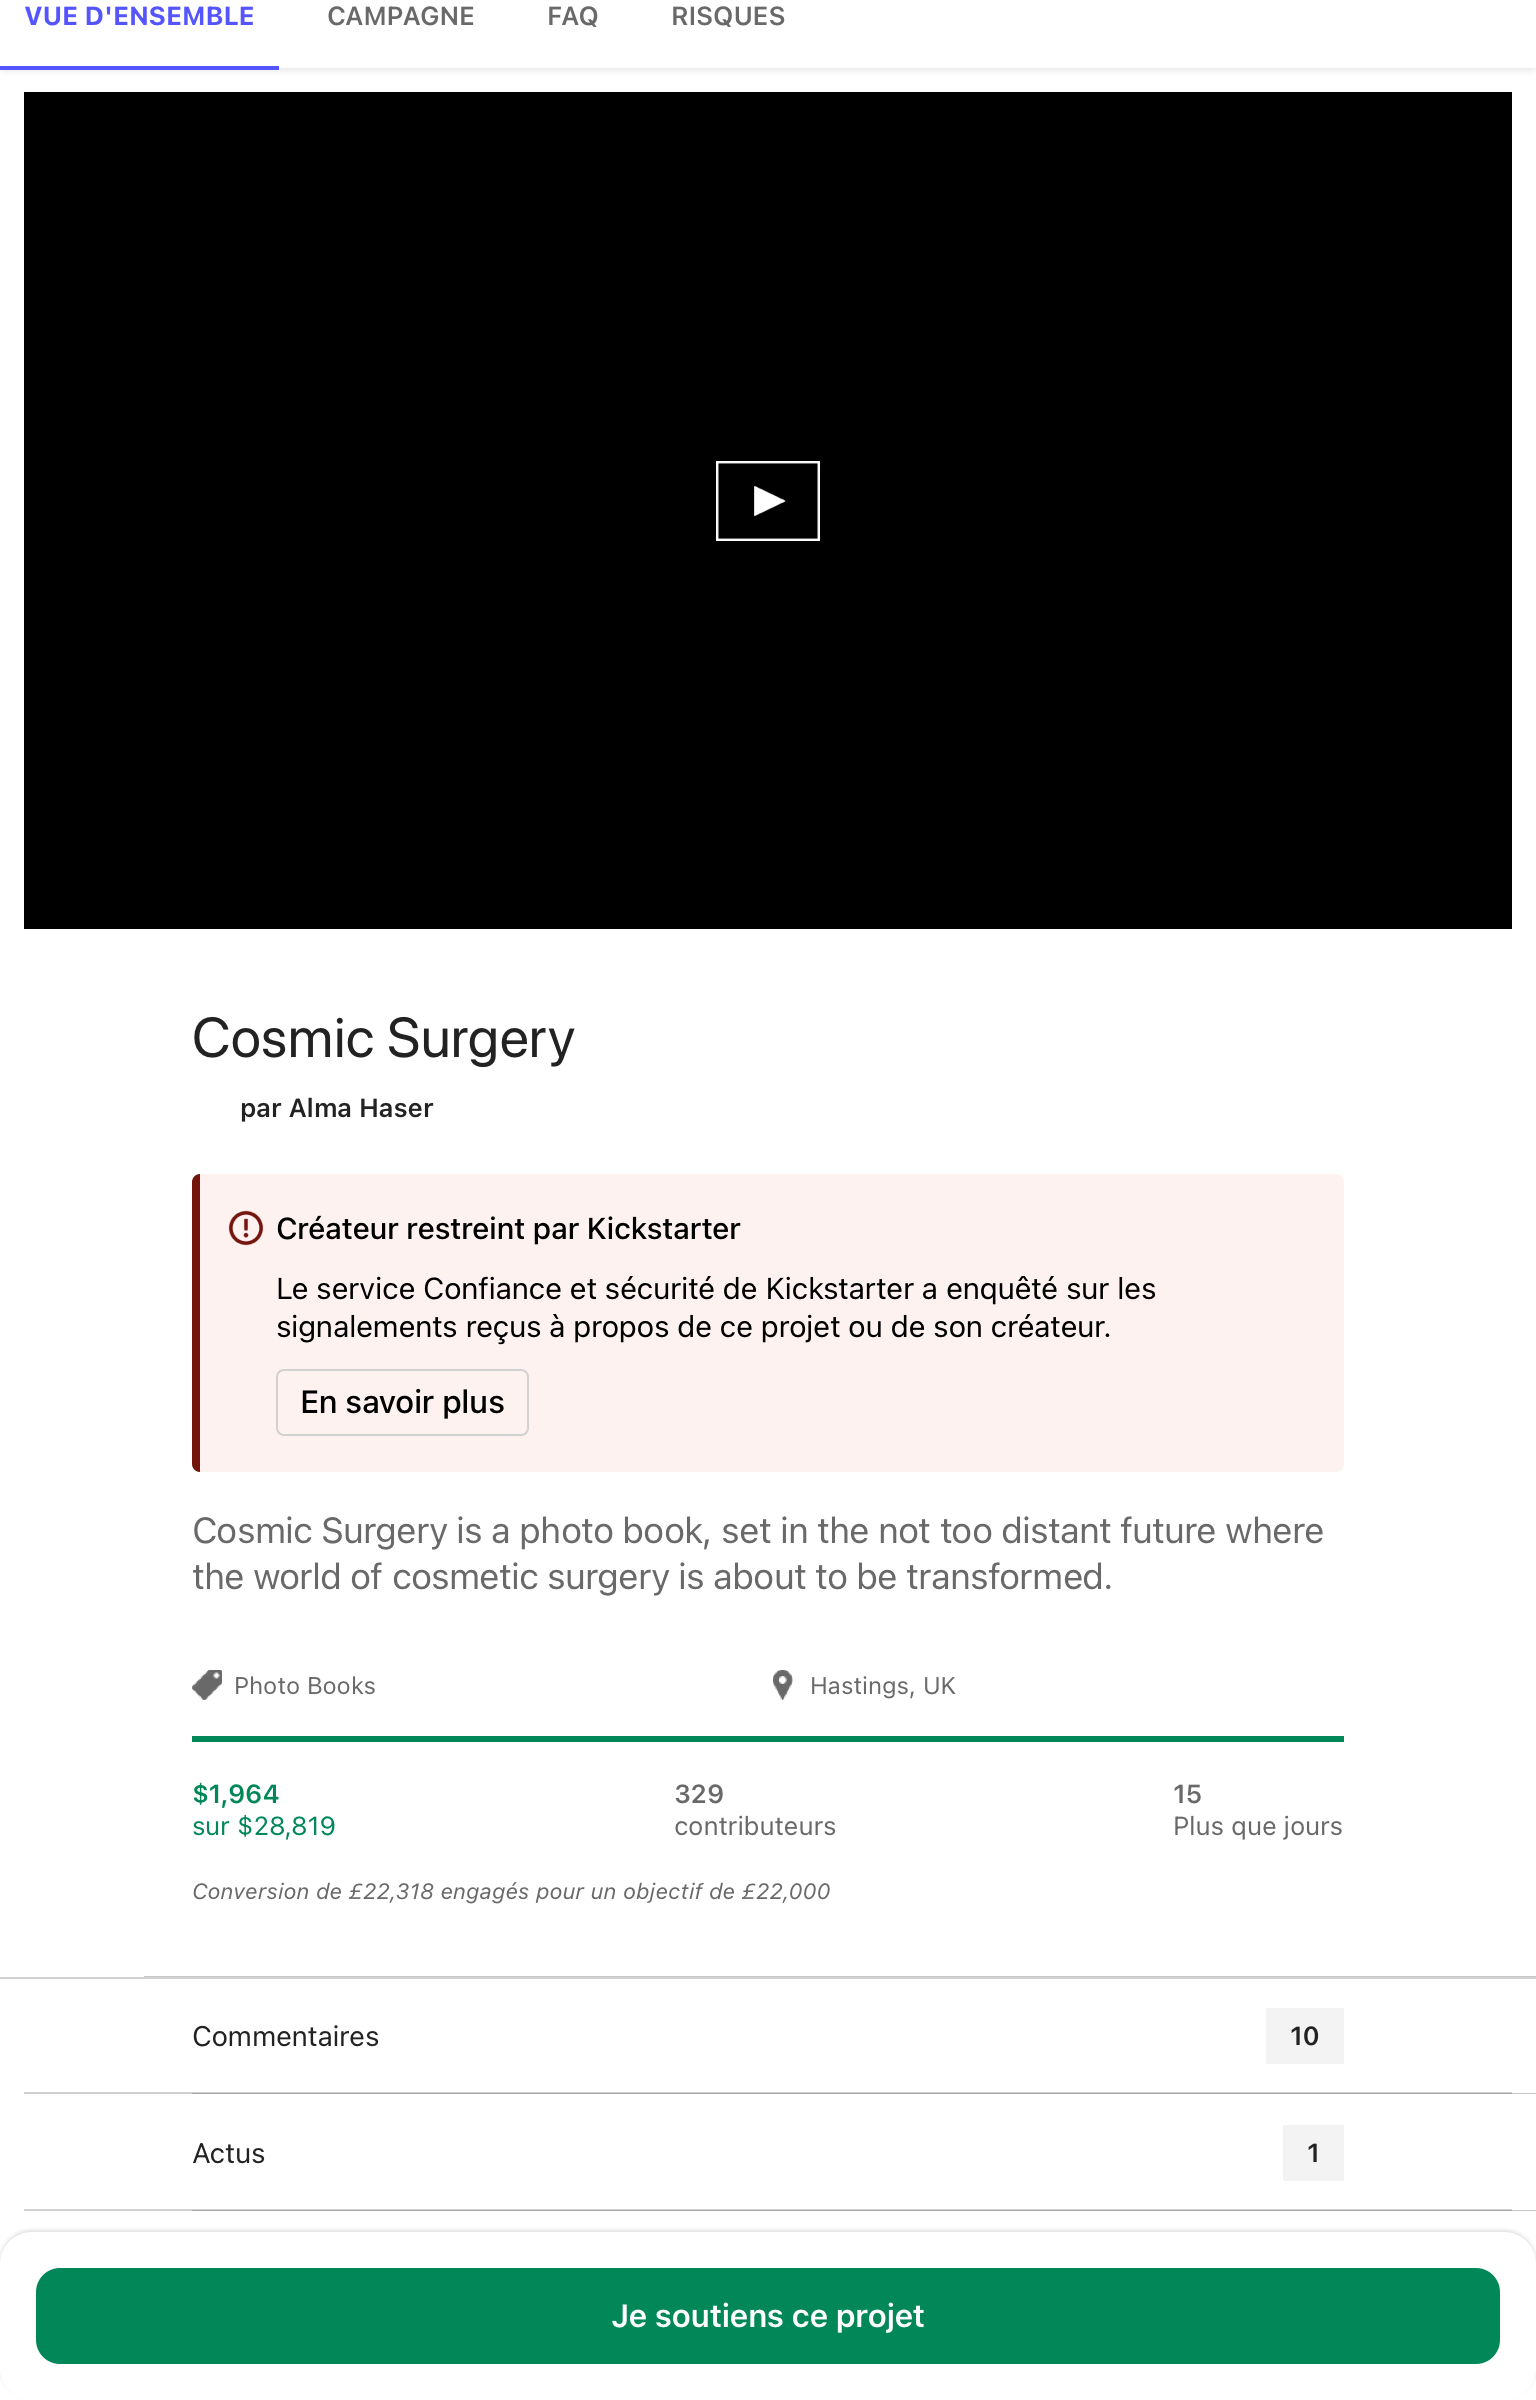 VUE D'ENSEMBLE CAMPAGNE FAQ RISQUES
Cosmic Surgery
par Alma Haser
Créateur restreint par Kickstarter
Le service Confiance et sécurité de Kickstarter a enquêté sur les
signalements reçus à propos de ce projet ou de son créateur.
En savoir plus
Cosmic Surgery is a photo book, set in the not too distant future where
the world of cosmetic surgery is about to be transformed.
Photo Books Hastings, UK
$1,964 329 15
sur $28,819 contributeurs Plus que jours
Conversion de £22,318 engagés pour un objectif de £22,000
Commentaires 10
Actus 1
Je soutiens ce projet